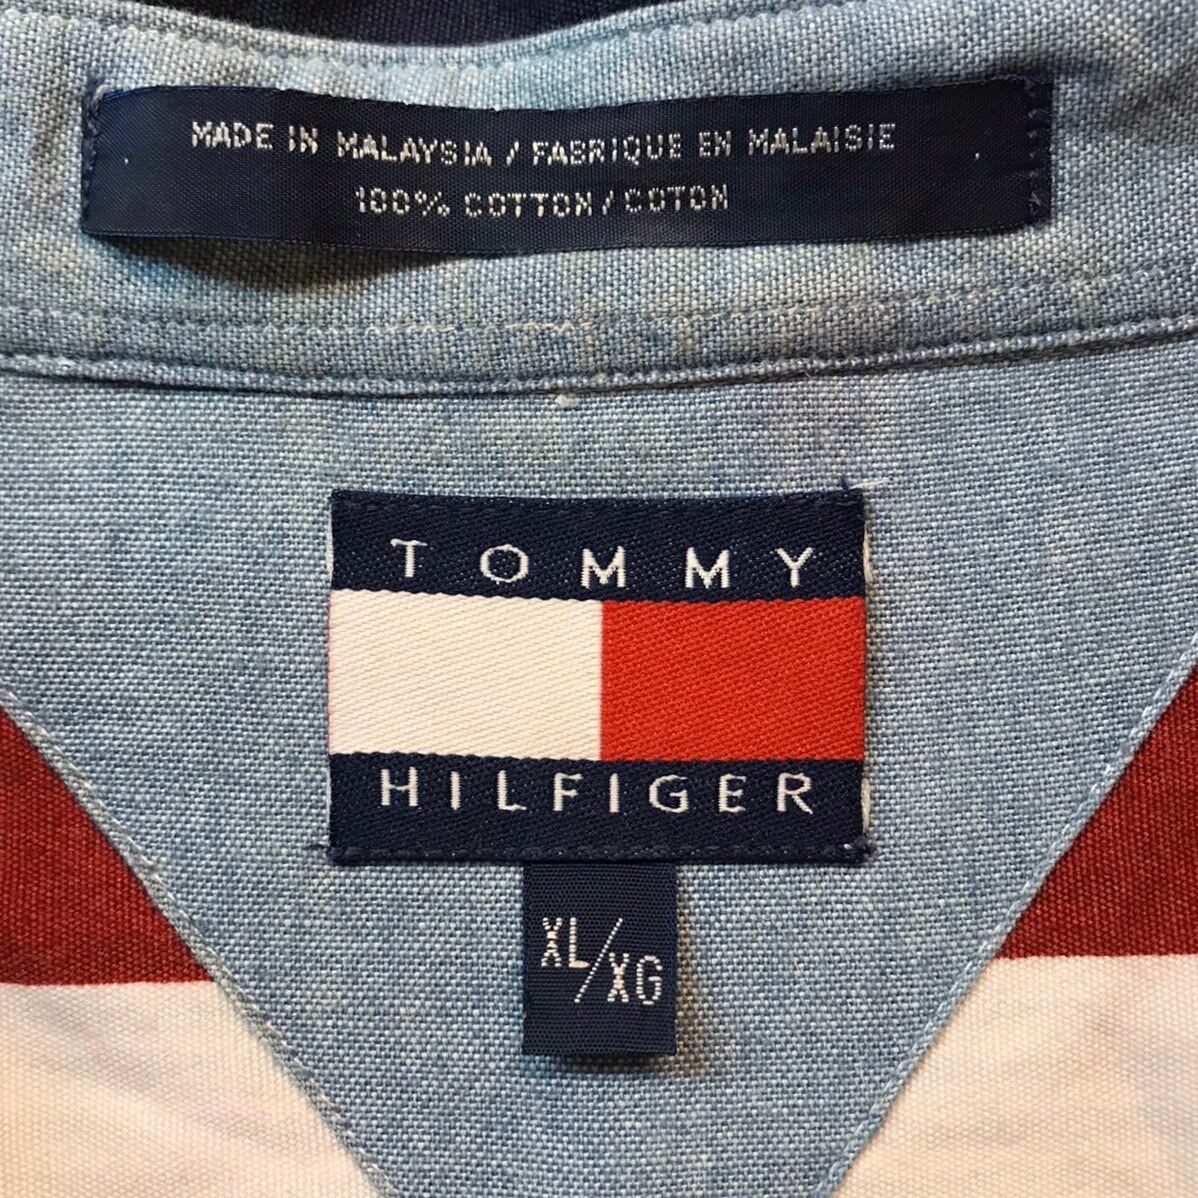 MADE IN MALAYSIA / FABRIQUE EN MALAISIE
100% COTTON / COTON
TOMMY
HILFIGER
XL/XG